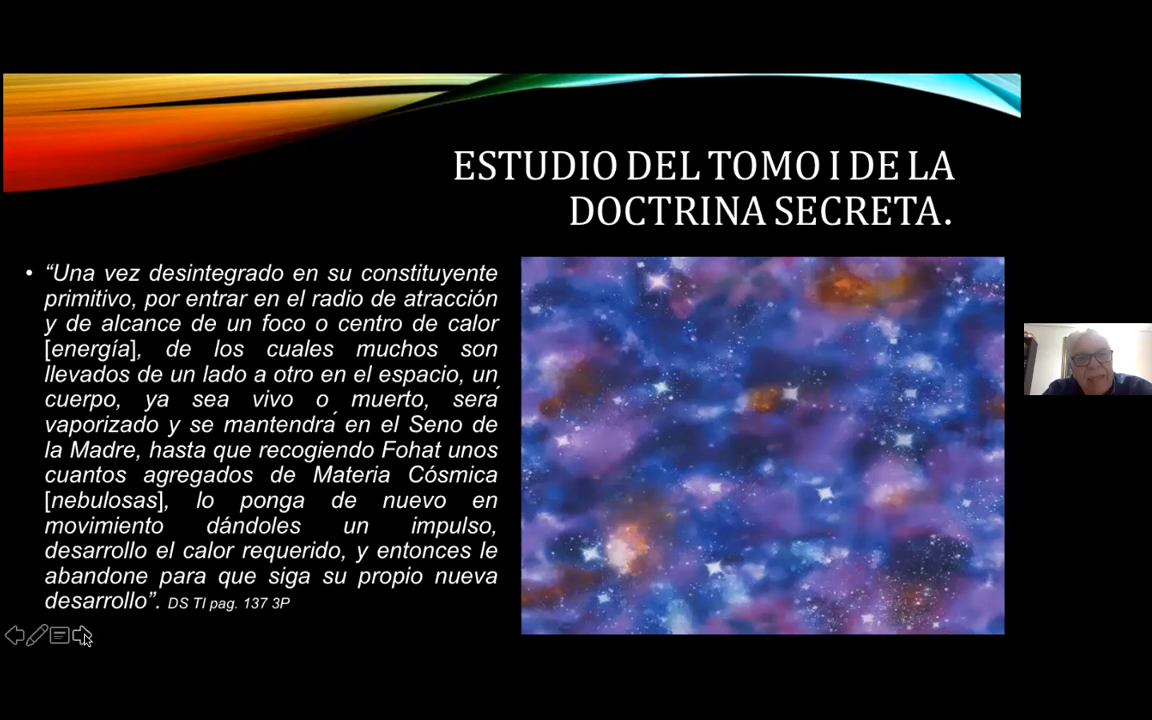 ESTUDIO DEL TOMO I DE LA
DOCTRINA SECRETA.
• “Una vez desintegrado en su constituyente
primitivo, por entrar en el radio de atracción
y de alcance de un foco o centro de calor
[energía], de los cuales muchos son
llevados de un lado a otro en el espacio, un
cuerpo, ya sea vivo o muerto, será
vaporizado y se mantendrá en el Seno de
la Madre, hasta que recogiendo Fohat unos
cuantos agregados de Materia Cósmica
[nebulosas], lo ponga de nuevo en
movimiento dándoles un impulso,
desarrollo el calor requerido, y entonces le
abandone para que siga su propio nueva
desarrollo”. DS TI pag. 137 3P